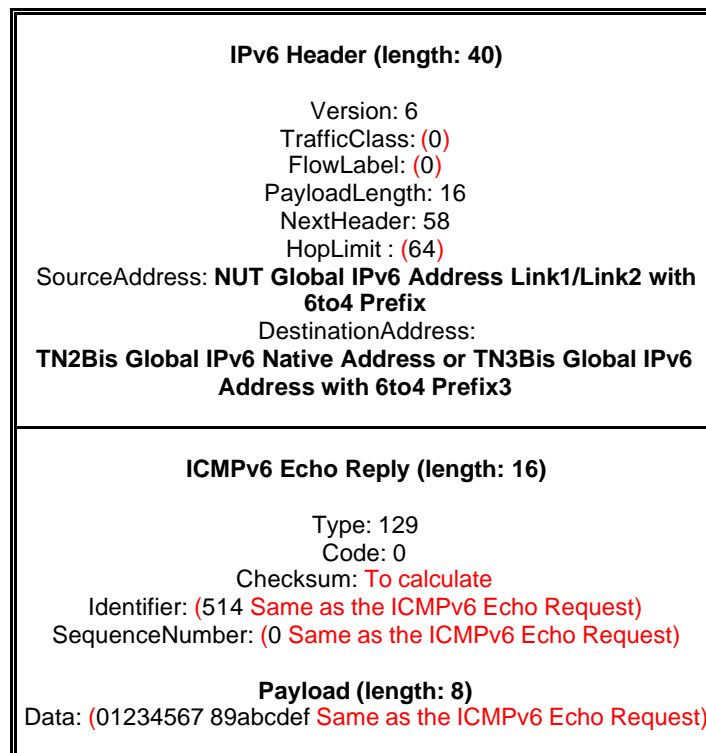 IPv6 Header (length: 40)
Version: 6
TrafficClass: (0)
FlowLabel: (0)
PayloadLength: 16
NextHeader: 58
HopLimit : (64)
SourceAddress: NUT Global IPv6 Address Link1/Link2 with
6to4 Prefix
DestinationAddress:
TN2Bis Global IPv6 Native Address or TN3Bis Global IPv6
Address with 6to4 Prefix3
ICMPv6 Echo Reply (length: 16)
Type: 129
Code: 0
Checksum: To calculate
Identifier: (514 Same as the ICMPv6 Echo Request)
SequenceNumber: (0 Same as the ICMPv6 Echo Request)
Payload (length: 8)
Data: (01234567 89abcdef Same as the ICMPv6 Echo Request)